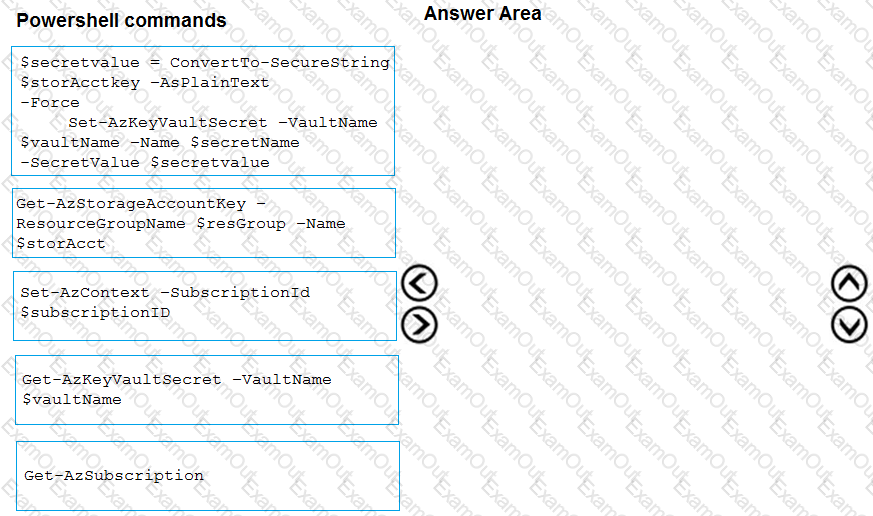 Powershell commands
Answer Area
$secretvalue = ConvertTo-SecureString
$storAcctkey -AsPlainText
-Force
Set-AzKeyVaultSecret -VaultName
$vaultName -Name $secretName
-SecretValue $secretvalue
Get-AzStorageAccountKey -
ResourceGroupName $resGroup -Name
$storAcct
Set-AzContext -SubscriptionId
$subscriptionID
Get-AzKeyVaultSecret -VaultName
$vaultName
Get-AzSubscription